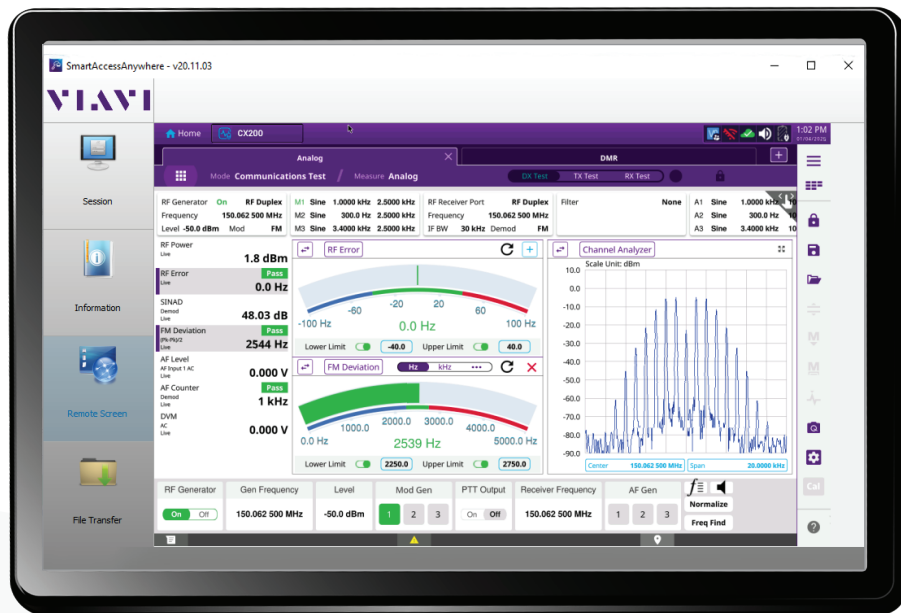 SmartAccessAnywhere - v20.11.03
VIAVI
Session
Information
Remote Screen
File Transfer
Home
CX200
1:02 PM
01/04/2025
Analog
DMR
Mode Communications Test / Measure Analog
DX Test
TX Test
RX Test
RF Generator On RF Duplex
Frequency 150.062 500 MHz
Level -50.0 dBm Mod FM
M1 Sine 1.0000 kHz 2.5000 kHz
M2 Sine 300.0 Hz 2.5000 kHz
M3 Sine 3.4000 kHz 2.5000 kHz
RF Receiver Port RF Duplex
Frequency 150.062 500 MHz
IF BW 30 kHz Demod FM
Filter None
A1 Sine 1.0000 kHz 10
A2 Sine 300.0 Hz 10
A3 Sine 3.4000 kHz 10
RF Power
Live
1.8 dBm
RF Error
Live
Pass
0.0 Hz
SINAD
Demod
Live
48.03 dB
FM Deviation
(Pk-Pk)/2
Live
Pass
2544 Hz
AF Level
AF Input 1 AC
Live
0.000 V
AF Counter
Demod
Live
Pass
1 kHz
DVM
AC
Live
0.000 V
RF Error
-100 Hz
-60
-20
20
60
100 Hz
0.0 Hz
Lower Limit -40.0 Upper Limit 40.0
FM Deviation
Hz kHz •••
0.0 Hz
1000.0
2000.0
3000.0
4000.0
5000.0 Hz
2539 Hz
Lower Limit 2250.0 Upper Limit 2750.0
Channel Analyzer
Scale Unit: dBm
10.0
0.0
-10.0
-20.0
-30.0
-40.0
-50.0
-60.0
-70.0
-80.0
-90.0
Center 150.062 500 MHz Span 20.0000 kHz
RF Generator
On Off
Gen Frequency
150.062 500 MHz
Level
-50.0 dBm
Mod Gen
1 2 3
PTT Output
On Off
Receiver Frequency
150.062 500 MHz
AF Gen
1 2 3
Normalize
Freq Find
M
M
Cal